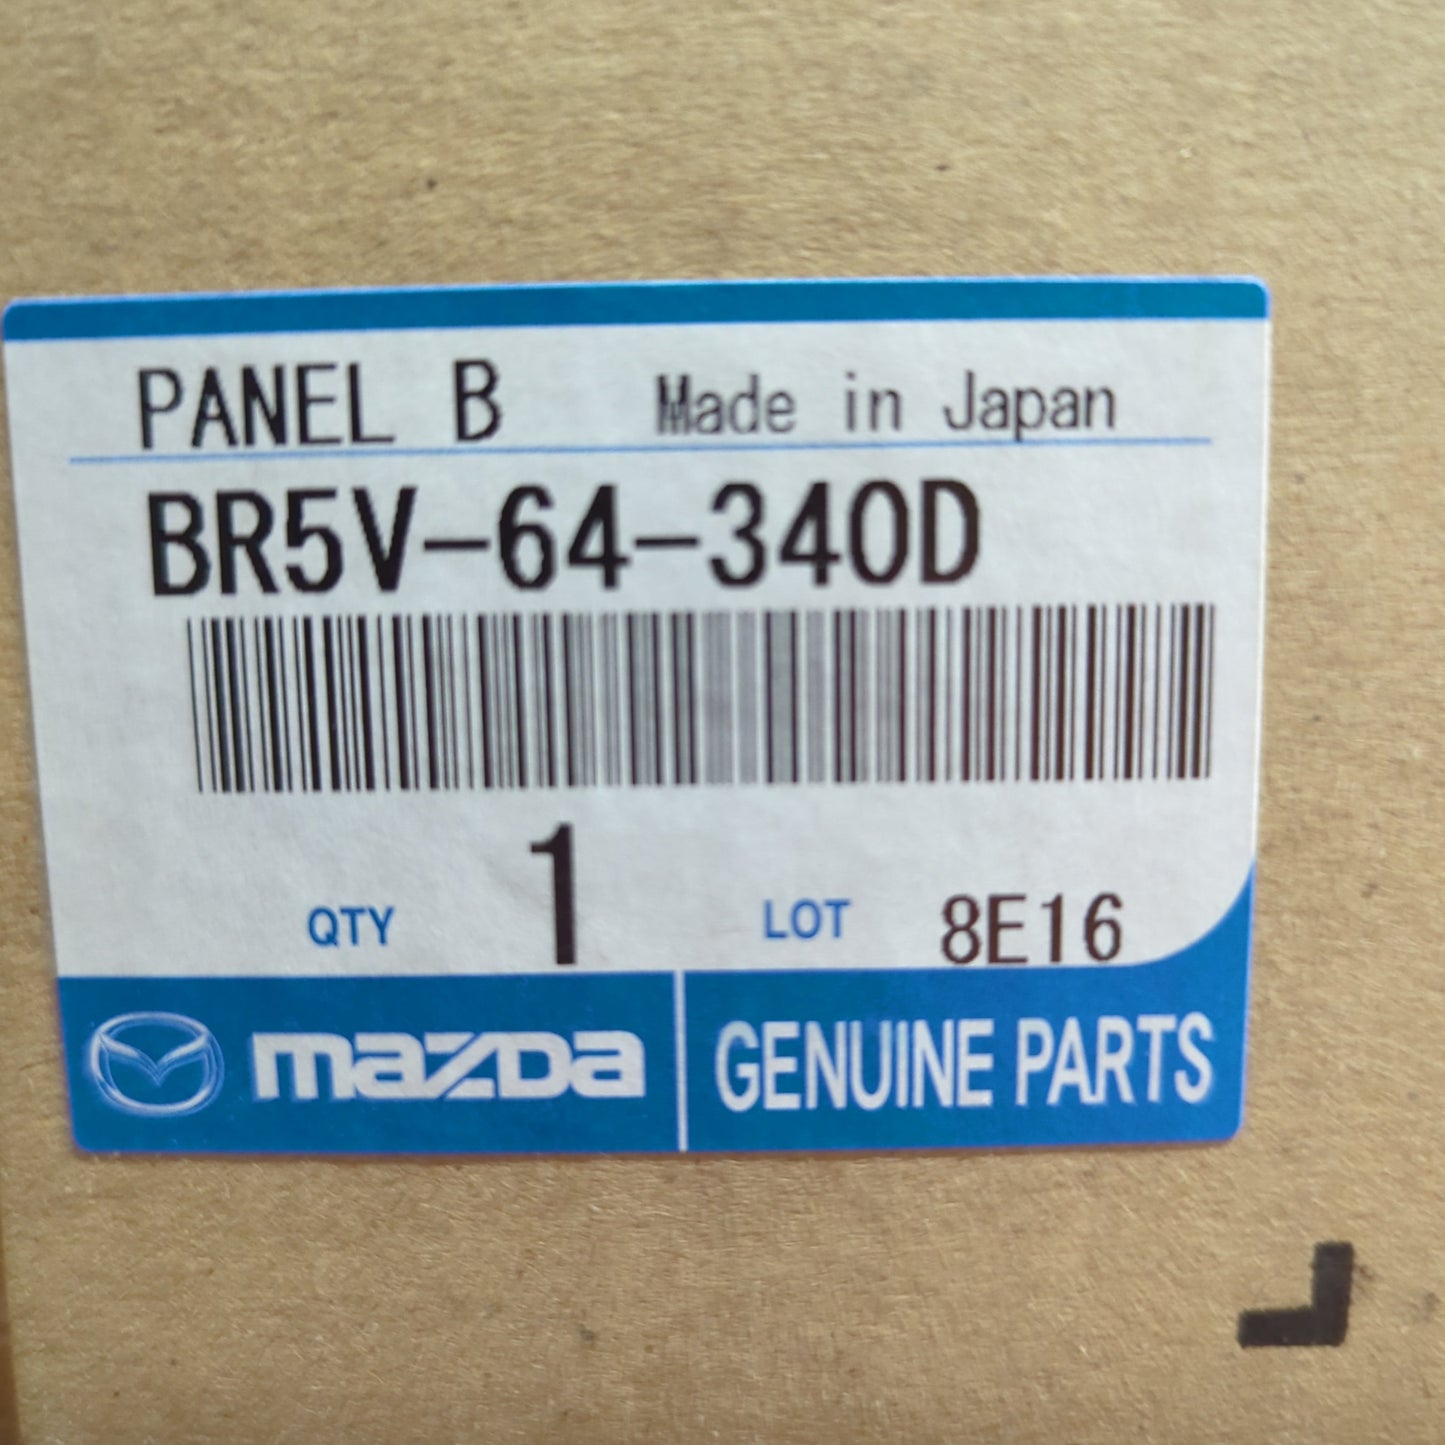 PANEL B Made in Japan
BR5V-64-340D
QTY 1 LOT 8E16
mazda GENUINE PARTS